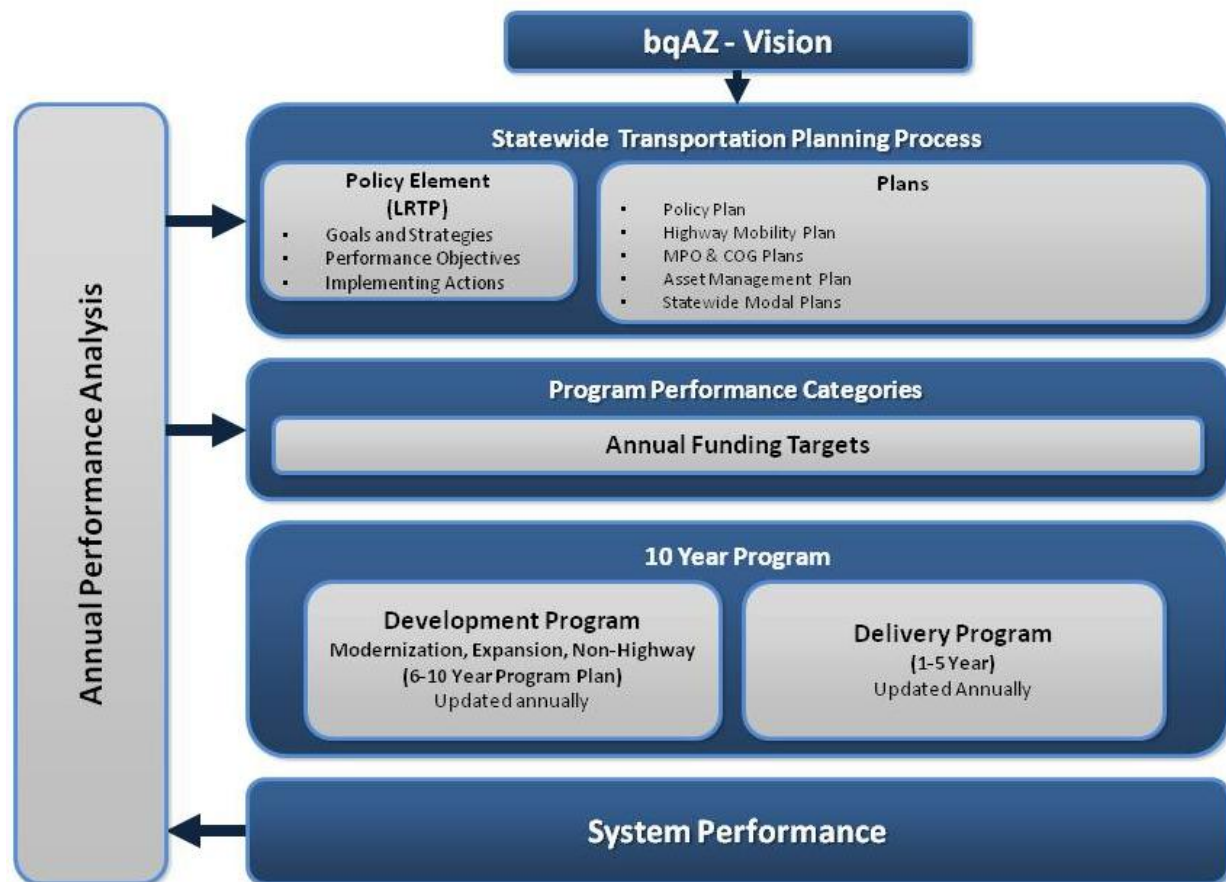 bqAZ - Vision
Annual Performance Analysis
Statewide Transportation Planning Process
Policy Element
(LRTP)
▪ Goals and Strategies
▪ Performance Objectives
▪ Implementing Actions
Plans
▪ Policy Plan
▪ Highway Mobility Plan
▪ MPO & COG Plans
▪ Asset Management Plan
▪ Statewide Modal Plans
Program Performance Categories
Annual Funding Targets
10 Year Program
Development Program
Modernization, Expansion, Non-Highway
(6-10 Year Program Plan)
Updated annually
Delivery Program
(1-5 Year)
Updated Annually
System Performance